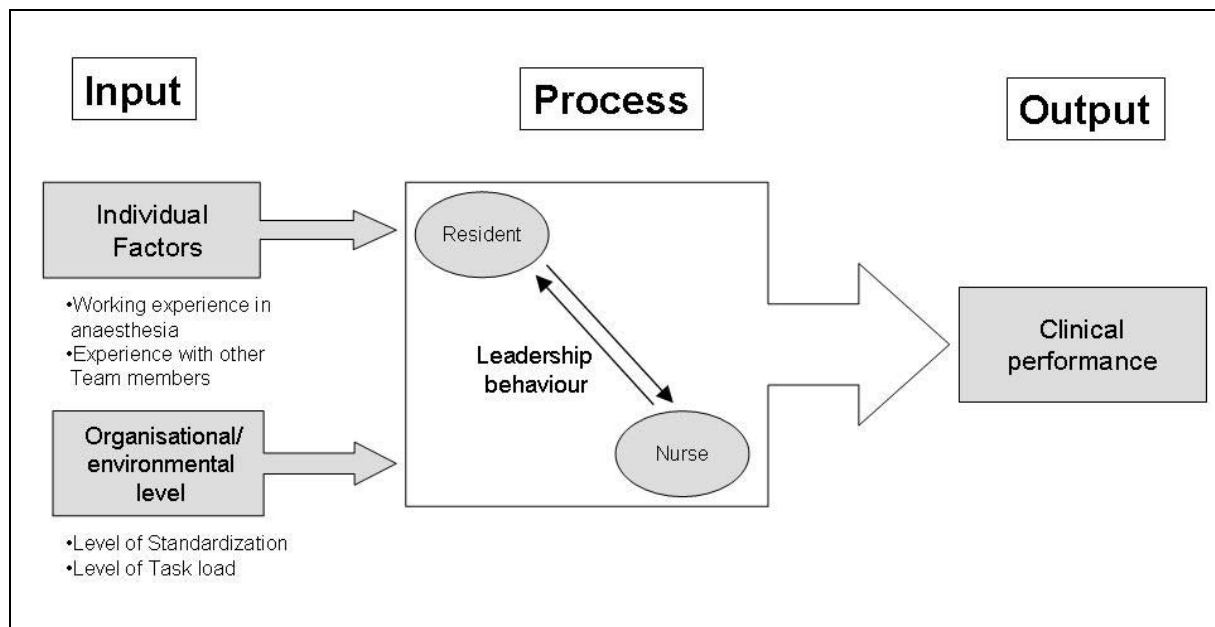 Input
Process
Output
Individual
Factors
•Working experience in
anaesthesia
•Experience with other
Team members
Organisational/
environmental
level
•Level of Standardization
•Level of Task load
Resident
Leadership
behaviour
Nurse
Clinical
performance